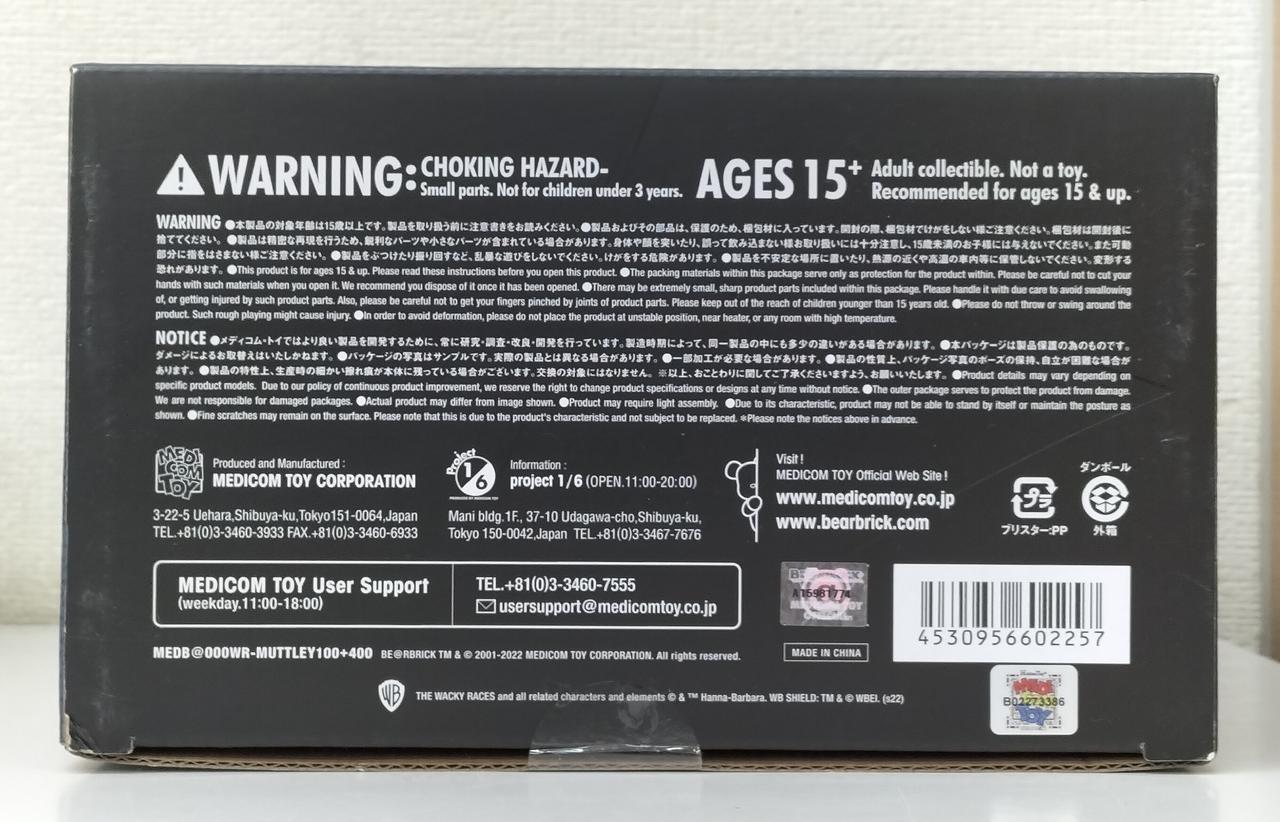 WARNING: CHOKING HAZARD-
Small parts. Not for children under 3 years.
AGES 15+ Adult collectible. Not a toy.
Recommended for ages 15 & up.
WARNING ●本製品の対象年齢は15歳以上です。製品を取り扱う前に注意書きをお読みください。●製品およびその部品は、保護のため、梱包材に入っています。開封の際、梱包材でけがをしない様ご注意ください。梱包材は開封後に
捨ててください。●製品は精密な再現を行うため、鋭利なパーツや小さなパーツが含まれている場合があります。身体や顔を突いたり、誤って飲み込まない様お取り扱いには十分注意し、15歳未満のお子様には与えないでください。また可動
部分に指をはさまない様ご注意ください。●製品をぶつけたり振り回すなど、乱暴な遊びをしないでください。けがをする危険があります。●製品を不安定な場所に置いたり、熱源の近くや高温の車内等に保管しないでください。変形する
恐れがあります。●This product is for ages 15 & up. Please read these instructions before you open this product. ●The packing materials within this package serve only as protection for the product within. Please be careful not to cut your
hands with such materials when you open it. We recommend you dispose of it once it has been opened. ●There may be extremely small, sharp product parts included within this package. Please handle it with due care to avoid swallowing
of, or getting injured by such product parts. Also, please be careful not to get your fingers pinched by joints of product parts. Please keep out of the reach of children younger than 15 years old. ●Please do not throw or swing around the
product. Such rough playing might cause injury. ●In order to avoid deformation, please do not place the product at unstable position, near heater, or any room with high temperature.
NOTICE ●メディコム・トイではより良い製品を開発するために、常に研究・調査・改良・開発を行っています。製造時期によって、同一製品の中にも多少の違いがある場合があります。●本パッケージは製品保護の為のものです。
ダメージによるお取替えはいたしかねます。●パッケージの写真はサンプルです。実際の製品とは異なる場合があります。●一部加工が必要な場合があります。●製品の性質上、パッケージ写真のポーズの保持、自立が困難な場合が
あります。●製品の特性上、生産時の細かい擦れ痕が本体に残っている場合がございます。交換の対象にはなりません。※以上、おことわりに関してご了承くださいますよう、お願いいたします。●Product details may vary depending on
specific product models. Due to our policy of continuous product improvement, we reserve the right to change product specifications or designs at any time without notice. ●The outer package serves to protect the product from damage.
We are not responsible for damaged packages. ●Actual product may differ from image shown. ●Product may require light assembly. ●Due to its characteristic, product may not be able to stand by itself or maintain the posture as
shown. ●Fine scratches may remain on the surface. Please note that this is due to the product's characteristic and not subject to be replaced. ＊Please note the notices above in advance.
MEDI
COM
TOY
Produced and Manufactured :
MEDICOM TOY CORPORATION
3-22-5 Uehara,Shibuya-ku,Tokyo151-0064,Japan
TEL.+81(0)3-3460-3933 FAX.+81(0)3-3460-6933
Project
1/6
PRODUCED BY MEDICOM TOY
Information :
project 1/6 (OPEN.11:00-20:00)
Mani bldg.1F., 37-10 Udagawa-cho,Shibuya-ku,
Tokyo 150-0042,Japan TEL.+81(0)3-3467-7676
Visit !
MEDICOM TOY Official Web Site !
www.medicomtoy.co.jp
www.bearbrick.com
プラ
ブリスター:PP
ダンボール
外箱
MEDICOM TOY User Support
(weekday.11:00-18:00)
TEL.+81(0)3-3460-7555
usersupport@medicomtoy.co.jp
A15981774
MADE IN CHINA
4530956602257
MEDB@000WR-MUTTLEY100+400 BE@RBRICK TM & © 2001-2022 MEDICOM TOY CORPORATION. All rights reserved.
B02273386
WB
THE WACKY RACES and all related characters and elements © & ™ Hanna-Barbara. WB SHIELD: TM & © WBEI. (s22)